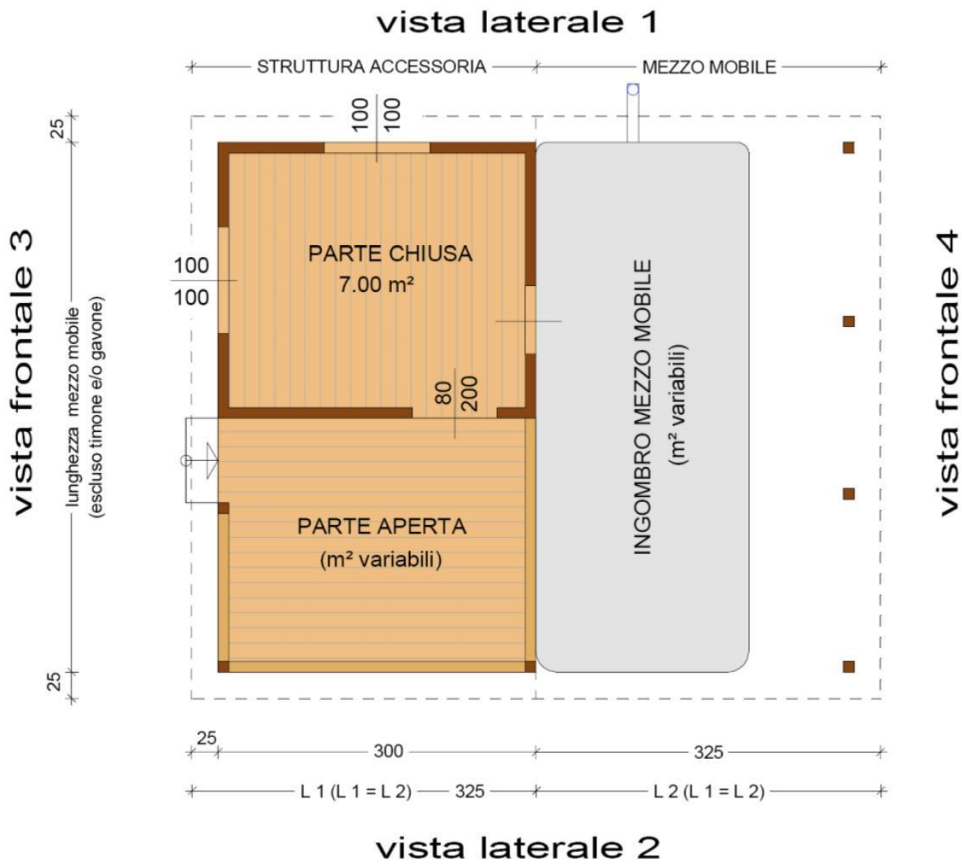 vista laterale 1
STRUTTURA ACCESSORIA
MEZZO MOBILE
25
100
100
vista frontale 3
lunghezza mezzo mobile
(escluso timone e/o gavone)
100
100
PARTE CHIUSA
7.00 m²
80
200
INGOMBRO MEZZO MOBILE
(m² variabili)
vista frontale 4
PARTE APERTA
(m² variabili)
25
25
300
325
L 1 (L 1 = L 2)
325
L 2 (L 1 = L 2)
vista laterale 2